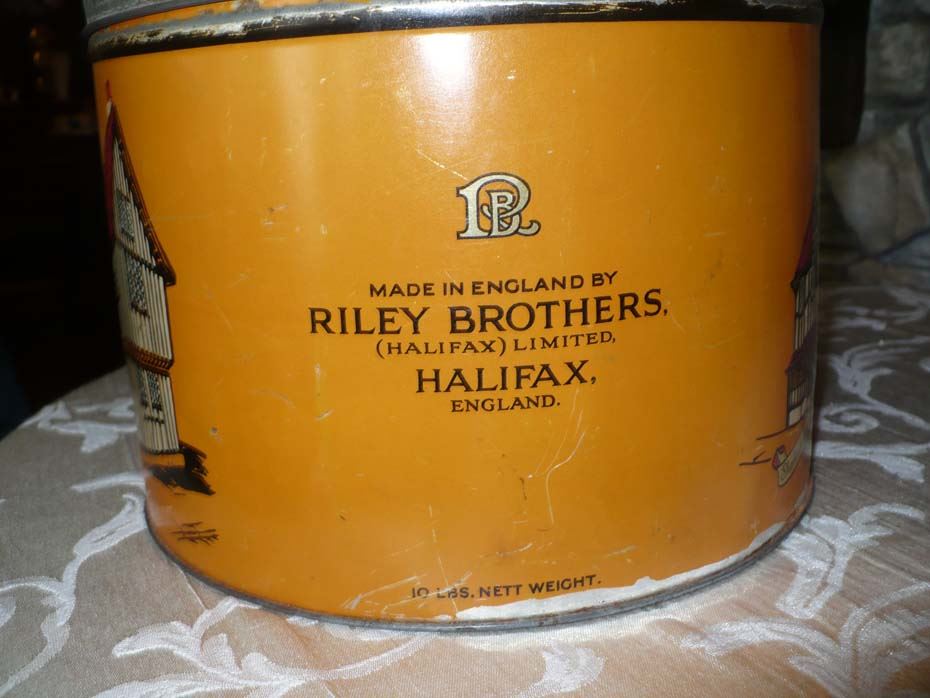 RB
MADE IN ENGLAND BY
RILEY BROTHERS,
(HALIFAX) LIMITED,
HALIFAX,
ENGLAND.
10 LBS. NETT WEIGHT.